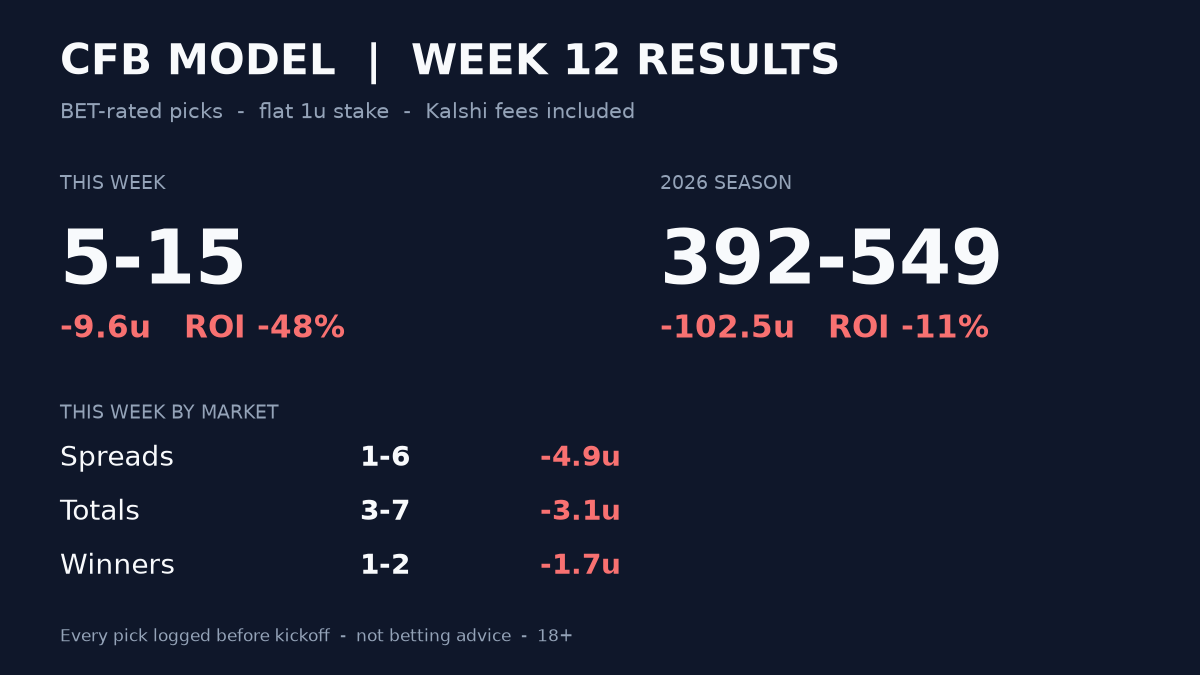 CFB MODEL | WEEK 12 RESULTS
BET-rated picks - flat 1u stake - Kalshi fees included
THIS WEEK
5-15
-9.6u ROI -48%
2026 SEASON
392-549
-102.5u ROI -11%
THIS WEEK BY MARKET
Spreads 1-6 -4.9u
Totals 3-7 -3.1u
Winners 1-2 -1.7u
Every pick logged before kickoff - not betting advice - 18+